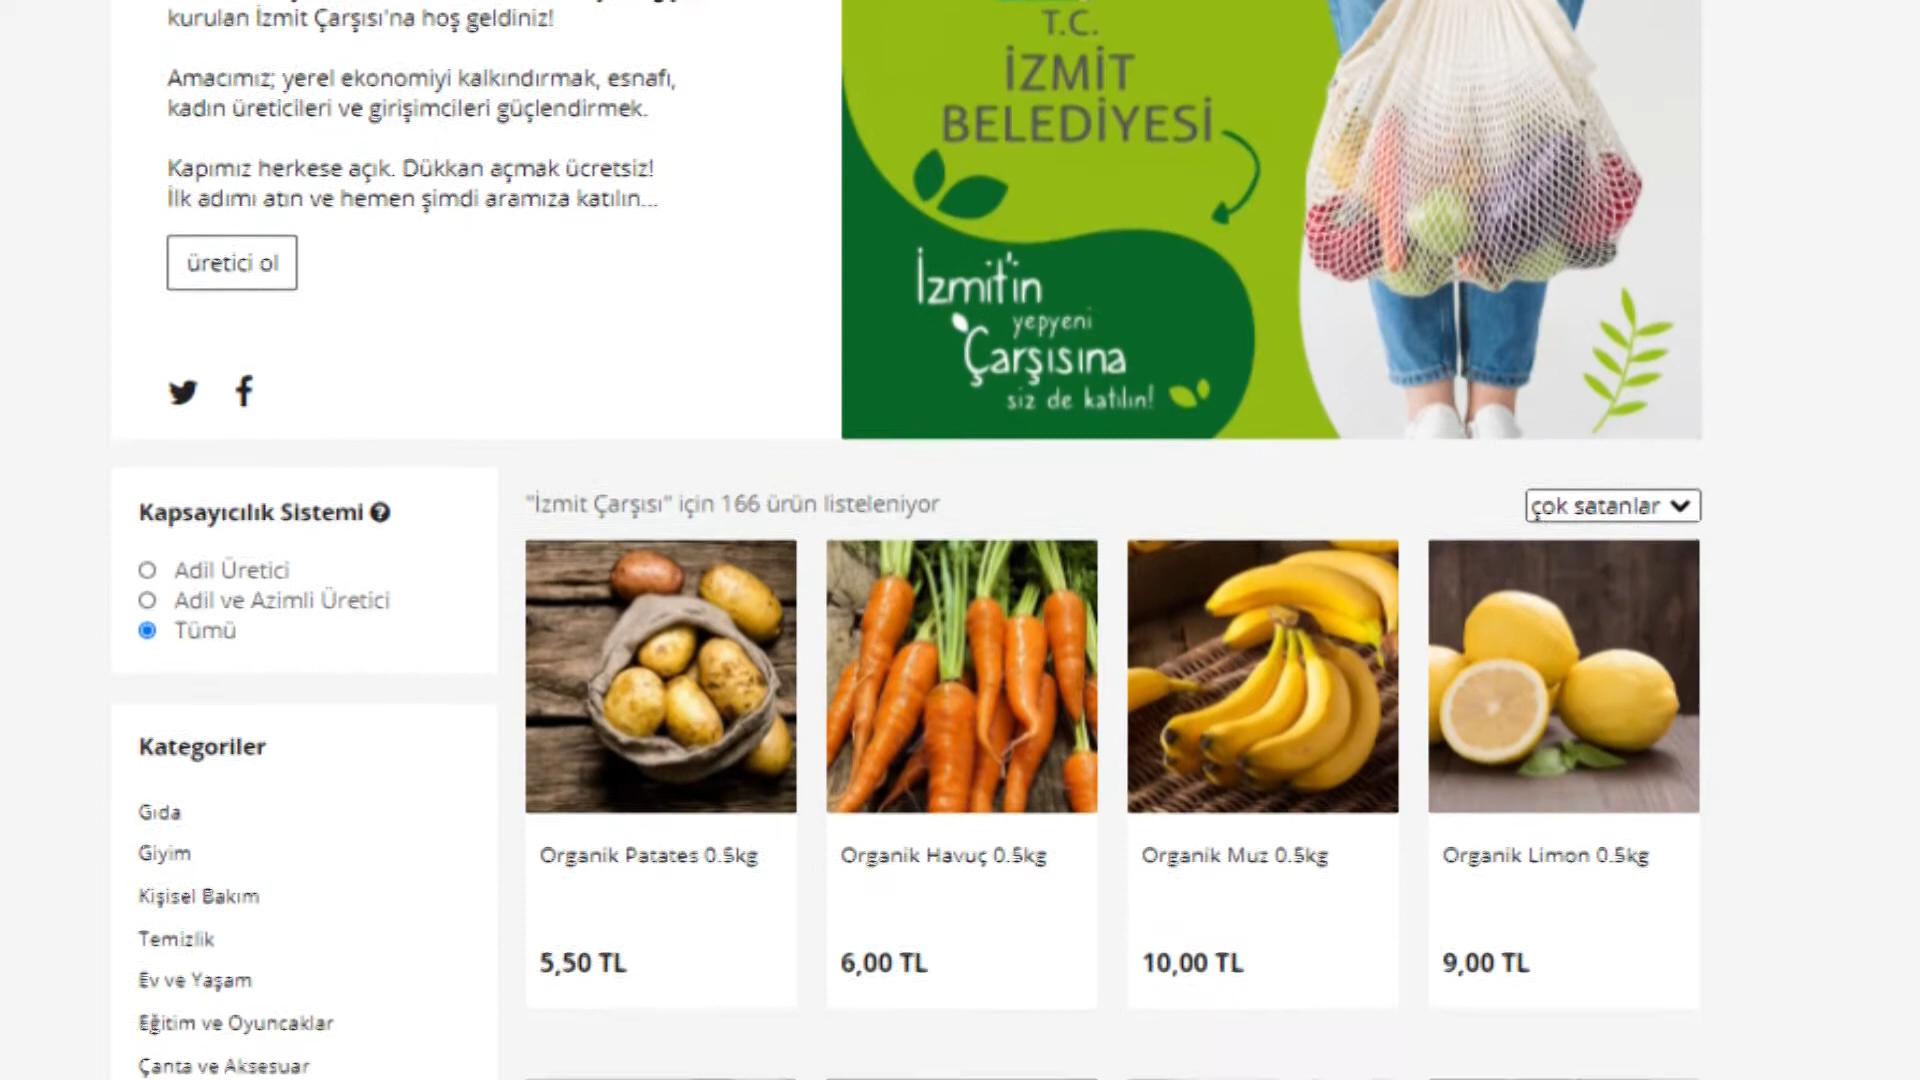 kurulan İzmit Çarşısı'na hoş geldiniz!
Amacımız; yerel ekonomiyi kalkındırmak, esnafı,
kadın üreticileri ve girişimcileri güçlendirmek.
Kapımız herkese açık. Dükkan açmak ücretsiz!
İlk adımı atın ve hemen şimdi aramıza katılın...
üretici ol
T.C.
İZMİT
BELEDİYESİ
İzmit'in
yepyeni
Çarşısına
siz de katılın!
Kapsayıcılık Sistemi
Adil Üretici
Adil ve Azimli Üretici
Tümü
Kategoriler
Gıda
Giyim
Kişisel Bakım
Temizlik
Ev ve Yaşam
Eğitim ve Oyuncaklar
Çanta ve Aksesuar
"İzmit Çarşısı" için 166 ürün listeleniyor
çok satanlar
Organik Patates 0.5kg
5,50 TL
Organik Havuç 0.5kg
6,00 TL
Organik Muz 0.5kg
10,00 TL
Organik Limon 0.5kg
9,00 TL